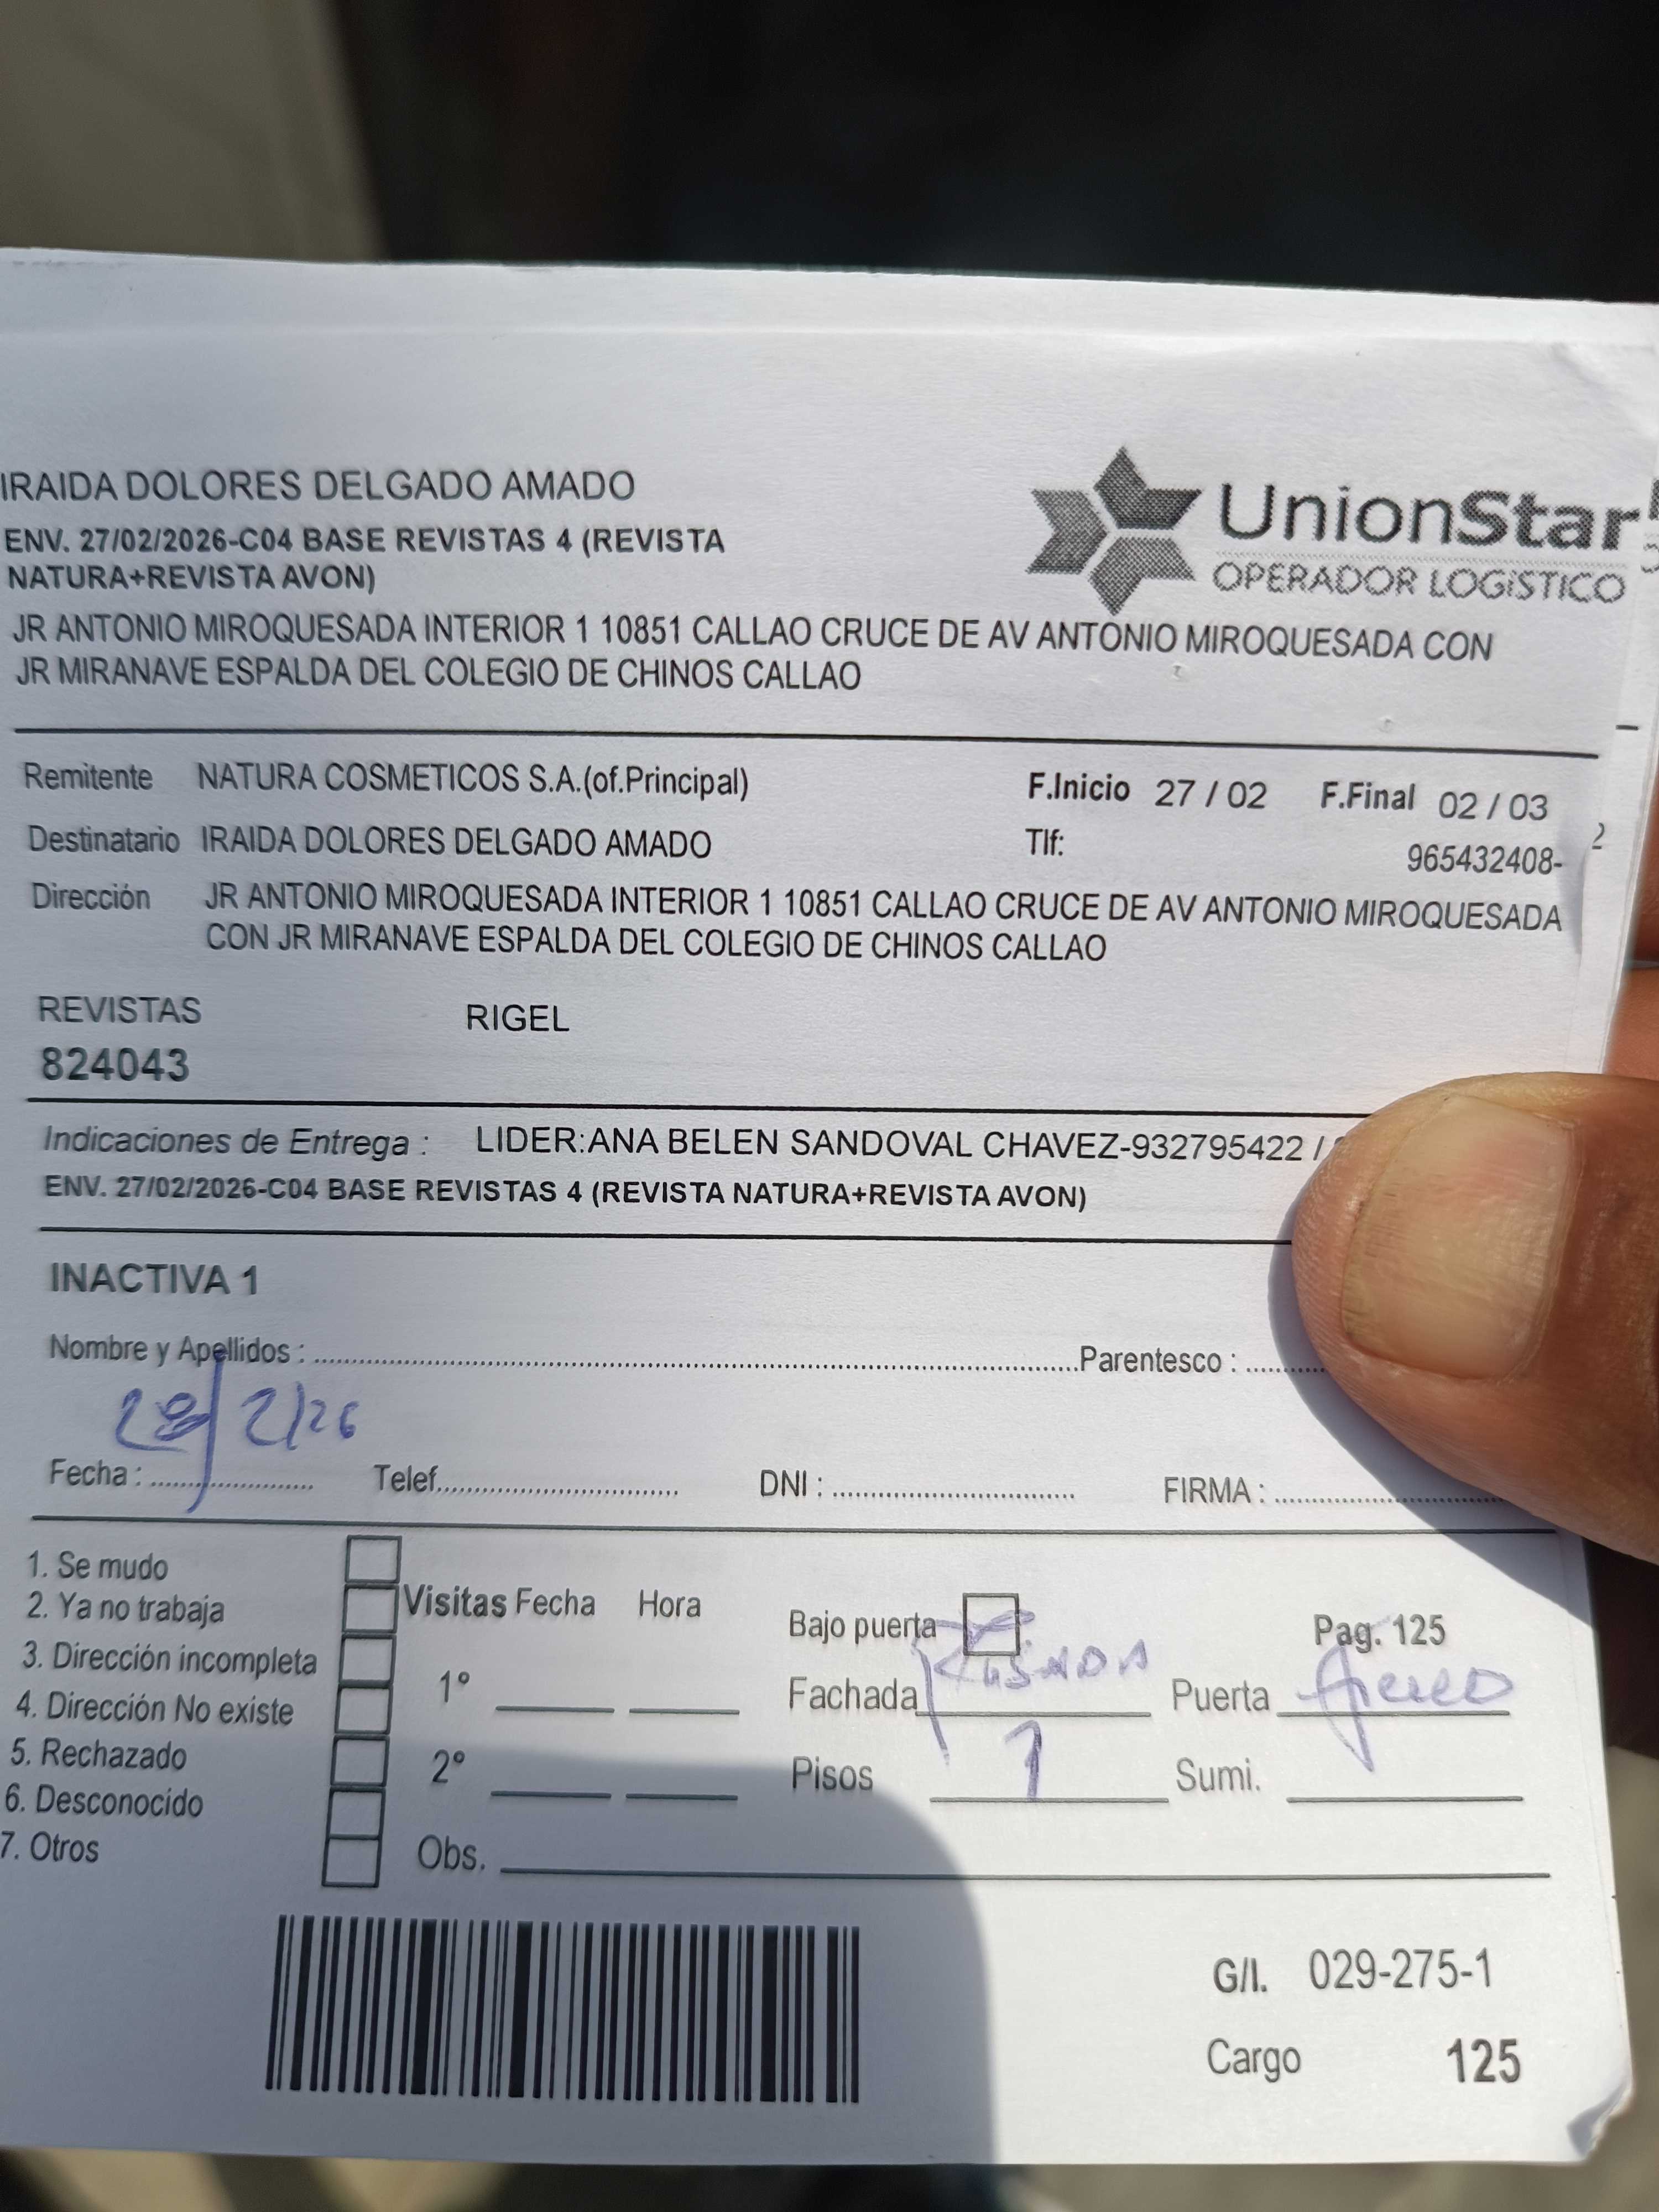 IRAIDA DOLORES DELGADO AMADO
ENV. 27/02/2026-C04 BASE REVISTAS 4 (REVISTA
NATURA+REVISTA AVON)
UnionStar
OPERADOR LOGÍSTICO
JR ANTONIO MIROQUESADA INTERIOR 1 10851 CALLAO CRUCE DE AV ANTONIO MIROQUESADA CON
JR MIRANAVE ESPALDA DEL COLEGIO DE CHINOS CALLAO
Remitente NATURA COSMETICOS S.A.(of.Principal) F.Inicio 27 / 02 F.Final 02 / 03
Destinatario IRAIDA DOLORES DELGADO AMADO Tlf: 965432408-
Dirección JR ANTONIO MIROQUESADA INTERIOR 1 10851 CALLAO CRUCE DE AV ANTONIO MIROQUESADA
CON JR MIRANAVE ESPALDA DEL COLEGIO DE CHINOS CALLAO
REVISTAS RIGEL
824043
Indicaciones de Entrega : LIDER:ANA BELEN SANDOVAL CHAVEZ-932795422 /
ENV. 27/02/2026-C04 BASE REVISTAS 4 (REVISTA NATURA+REVISTA AVON)
INACTIVA 1
Nombre y Apellidos : Parentesco :
28/2/26
Fecha : Telef. DNI : FIRMA :
1. Se mudo
2. Ya no trabaja
3. Dirección incompleta
4. Dirección No existe
5. Rechazado
6. Desconocido
7. Otros
Visitas Fecha Hora
1°
2°
Obs.
Bajo puerta Pag. 125
Fachada Puerta
Pisos 1 Sumi.
G/I. 029-275-1
Cargo 125